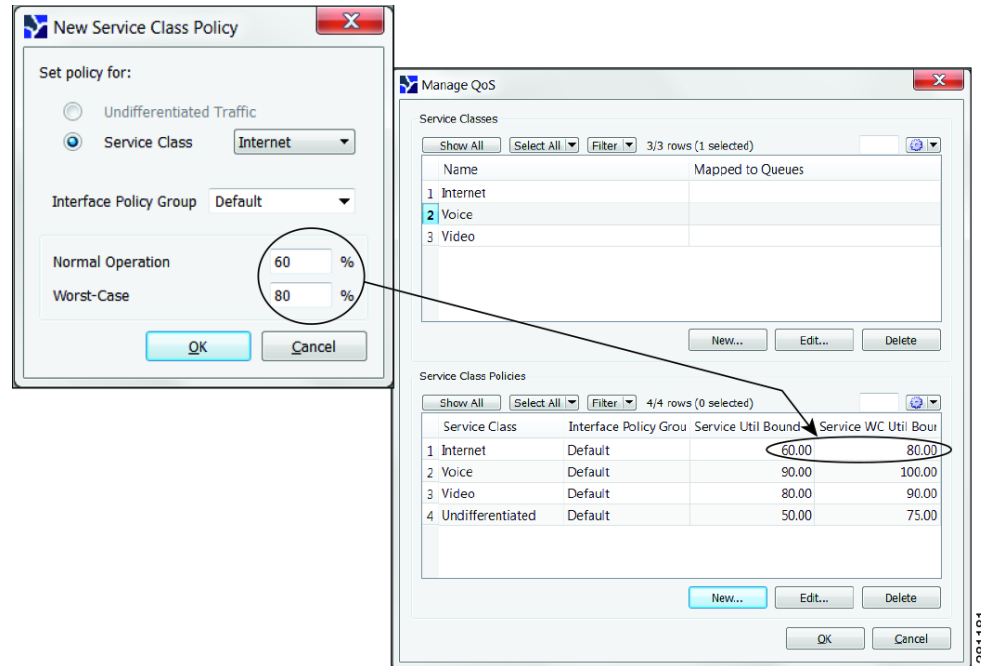 New Service Class Policy
Set policy for:
Undifferentiated Traffic
Service Class Internet
Interface Policy Group Default
Normal Operation 60 %
Worst-Case 80 %
OK Cancel
Manage QoS
Service Classes
Show All Select All Filter 3/3 rows (1 selected)
Name Mapped to Queues
1 Internet
2 Voice
3 Video
New... Edit... Delete
Service Class Policies
Show All Select All Filter 4/4 rows (0 selected)
Service Class Interface Policy Grou Service Util Bound Service WC Util Bour
1 Internet Default 60.00 80.00
2 Voice Default 90.00 100.00
3 Video Default 80.00 90.00
4 Undifferentiated Default 50.00 75.00
New... Edit... Delete
OK Cancel
281181